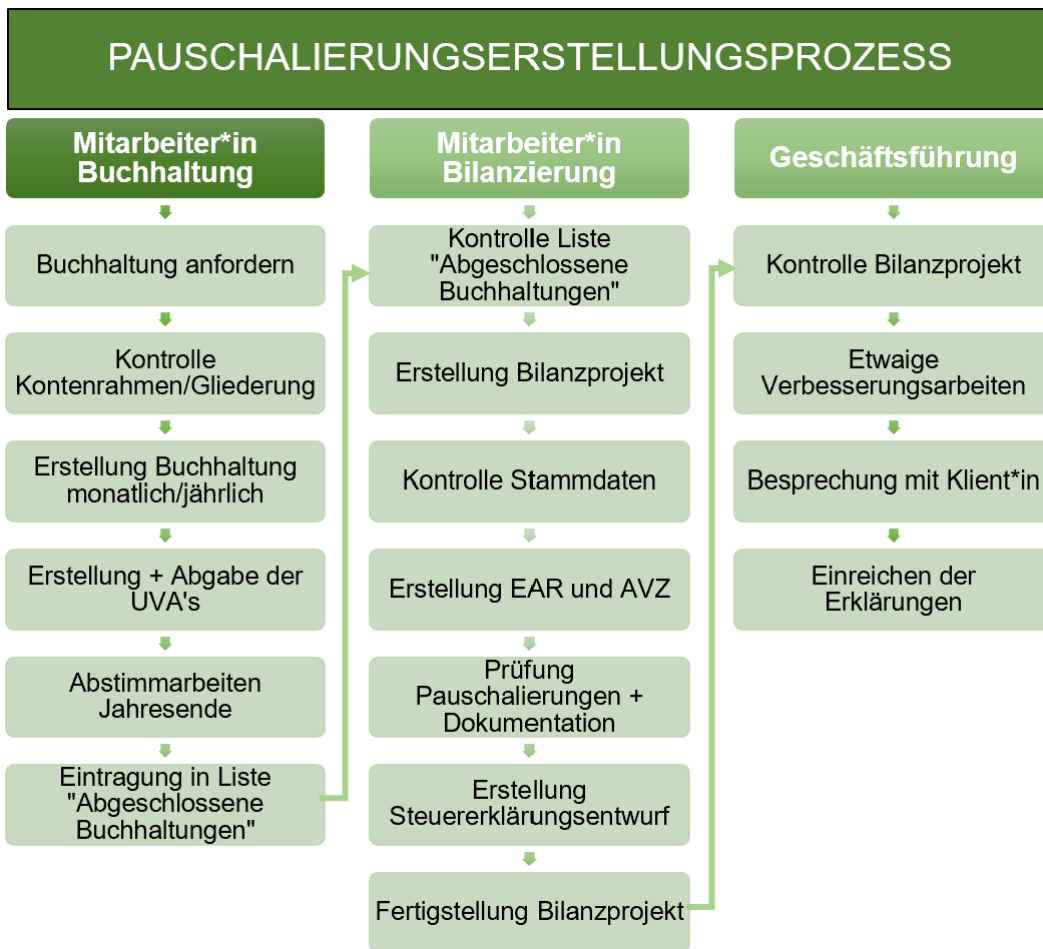 PAUSCHALIERUNGSERSTELLUNGSPROZESS
Mitarbeiter*in
Buchhaltung
Buchhaltung anfordern
Kontrolle
Kontenrahmen/Gliederung
Erstellung Buchhaltung
monatlich/jährlich
Erstellung + Abgabe der
UVA's
Abstimmarbeiten
Jahresende
Eintragung in Liste
"Abgeschlossene
Buchhaltungen"
Mitarbeiter*in
Bilanzierung
Kontrolle Liste
"Abgeschlossene
Buchhaltungen"
Erstellung Bilanzprojekt
Kontrolle Stammdaten
Erstellung EAR und AVZ
Prüfung
Pauschalierungen +
Dokumentation
Erstellung
Steuererklärungsentwurf
Fertigstellung Bilanzprojekt
Geschäftsführung
Kontrolle Bilanzprojekt
Etwaige
Verbesserungsarbeiten
Besprechung mit Klient*in
Einreichen der
Erklärungen